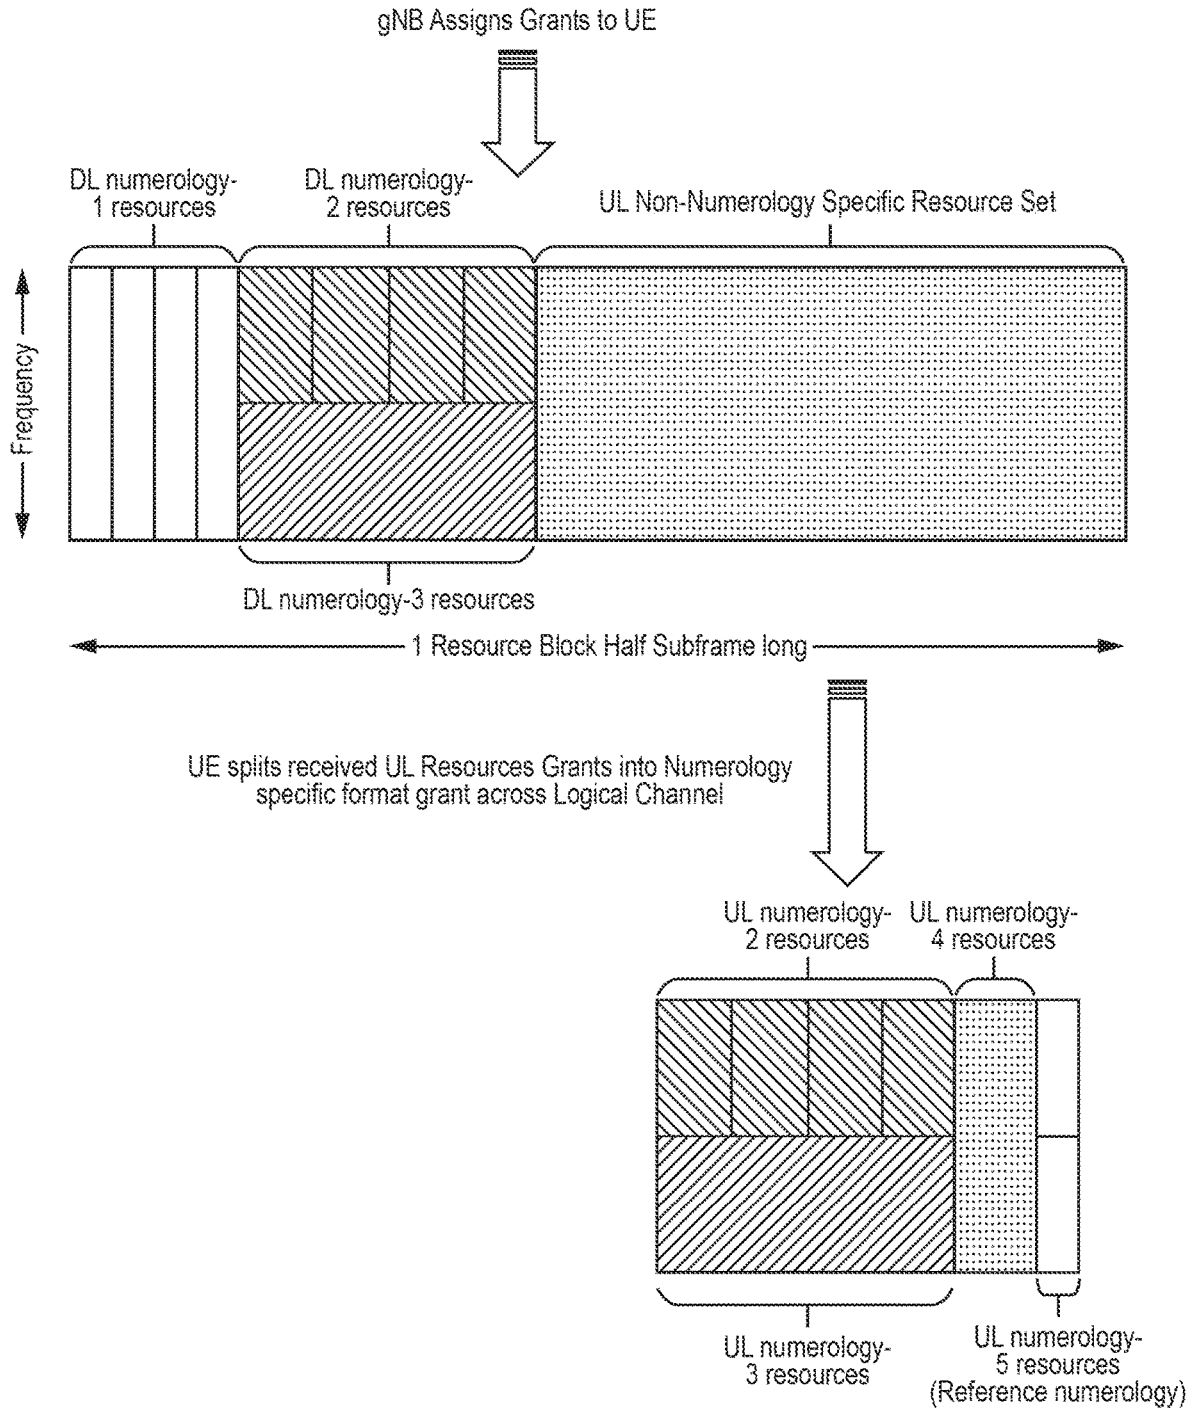 gNB Assigns Grants to UE
DL numerology-
1 resources
DL numerology-
2 resources
UL Non-Numerology Specific Resource Set
Frequency
DL numerology-3 resources
1 Resource Block Half Subframe long
UE splits received UL Resources Grants into Numerology
specific format grant across Logical Channel
UL numerology-
2 resources
UL numerology-
4 resources
UL numerology-
3 resources
UL numerology-
5 resources
(Reference numerology)